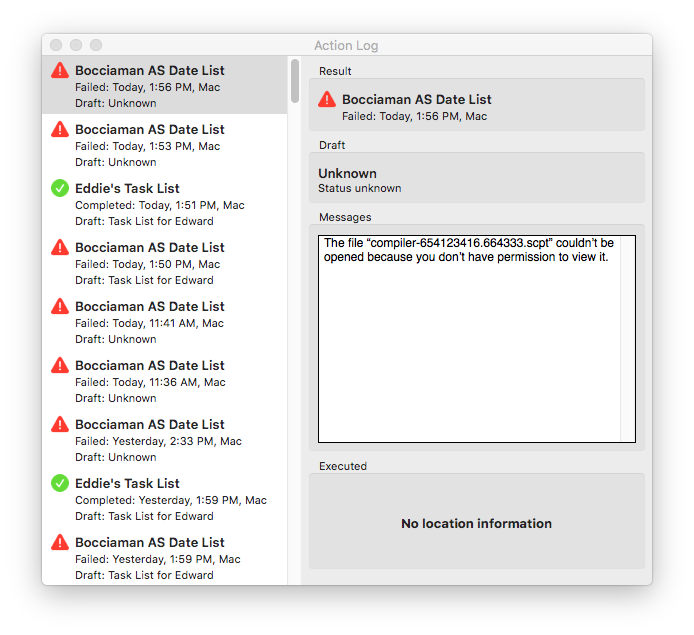 Action Log
Bocciaman AS Date List
Failed: Today, 1:56 PM, Mac
Draft: Unknown
Bocciaman AS Date List
Failed: Today, 1:53 PM, Mac
Draft: Unknown
Eddie's Task List
Completed: Today, 1:51 PM, Mac
Draft: Task List for Edward
Bocciaman AS Date List
Failed: Today, 1:50 PM, Mac
Draft: Task List for Edward
Bocciaman AS Date List
Failed: Today, 11:41 AM, Mac
Draft: Unknown
Bocciaman AS Date List
Failed: Today, 11:36 AM, Mac
Draft: Unknown
Bocciaman AS Date List
Failed: Yesterday, 2:33 PM, Mac
Draft: Unknown
Eddie's Task List
Completed: Yesterday, 1:59 PM, Mac
Draft: Task List for Edward
Bocciaman AS Date List
Failed: Yesterday, 1:59 PM, Mac
Draft: Task List for Edward
Result
Bocciaman AS Date List
Failed: Today, 1:56 PM, Mac
Draft
Unknown
Status unknown
Messages
The file “compiler-654123416.664333.scpt” couldn’t be
opened because you don’t have permission to view it.
Executed
No location information